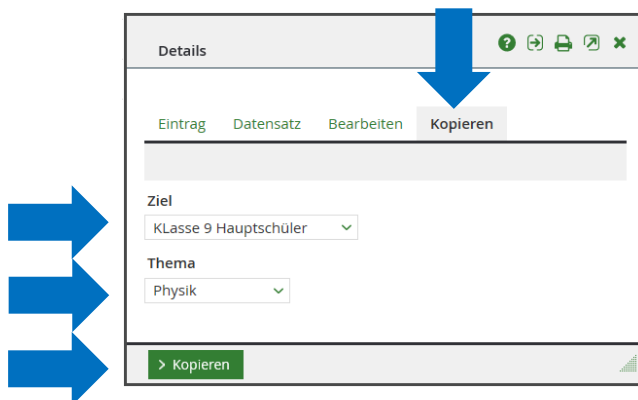 Details
Eintrag Datensatz Bearbeiten Kopieren
Ziel
KLasse 9 Hauptschüler
Thema
Physik
Kopieren